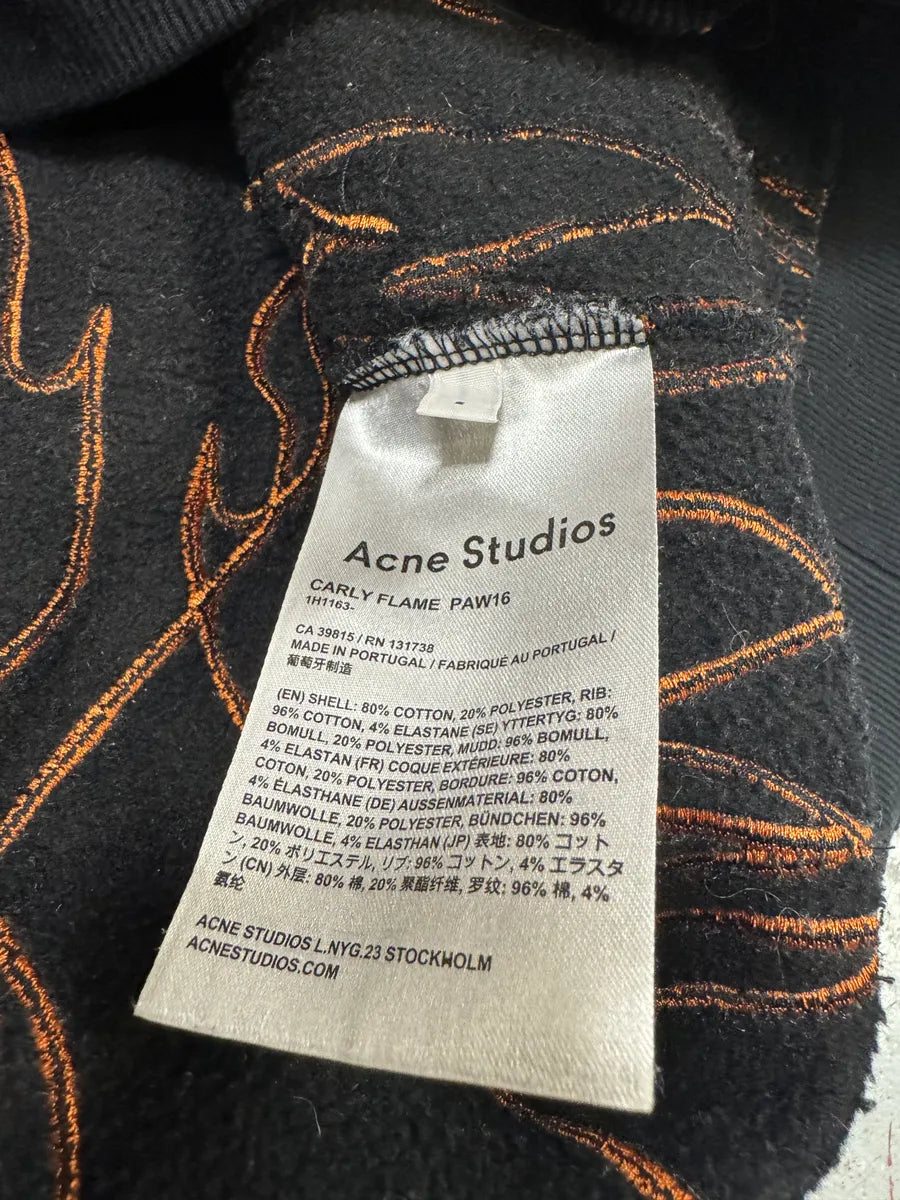 -
Acne Studios
CARLY FLAME PAW16
1H1163-
CA 39815 / RN 131738
MADE IN PORTUGAL / FABRIQUÉ AU PORTUGAL /
葡萄牙制造
(EN) SHELL: 80% COTTON, 20% POLYESTER, RIB:
96% COTTON, 4% ELASTANE (SE) YTTERTYG: 80%
BOMULL, 20% POLYESTER, MUDD: 96% BOMULL,
4% ELASTAN (FR) COQUE EXTÉRIEURE: 80%
COTON, 20% POLYESTER, BORDURE: 96% COTON,
4% ÉLASTHANE (DE) AUSSENMATERIAL: 80%
BAUMWOLLE, 20% POLYESTER, BÜNDCHEN: 96%
BAUMWOLLE, 4% ELASTHAN (JP) 表地: 80% コット
ン, 20% ポリエステル, リブ: 96% コットン, 4% エラスタ
ン (CN) 外层: 80% 棉, 20% 聚酯纤维, 罗纹: 96% 棉, 4%
氨纶
ACNE STUDIOS L.NYG.23 STOCKHOLM
ACNESTUDIOS.COM